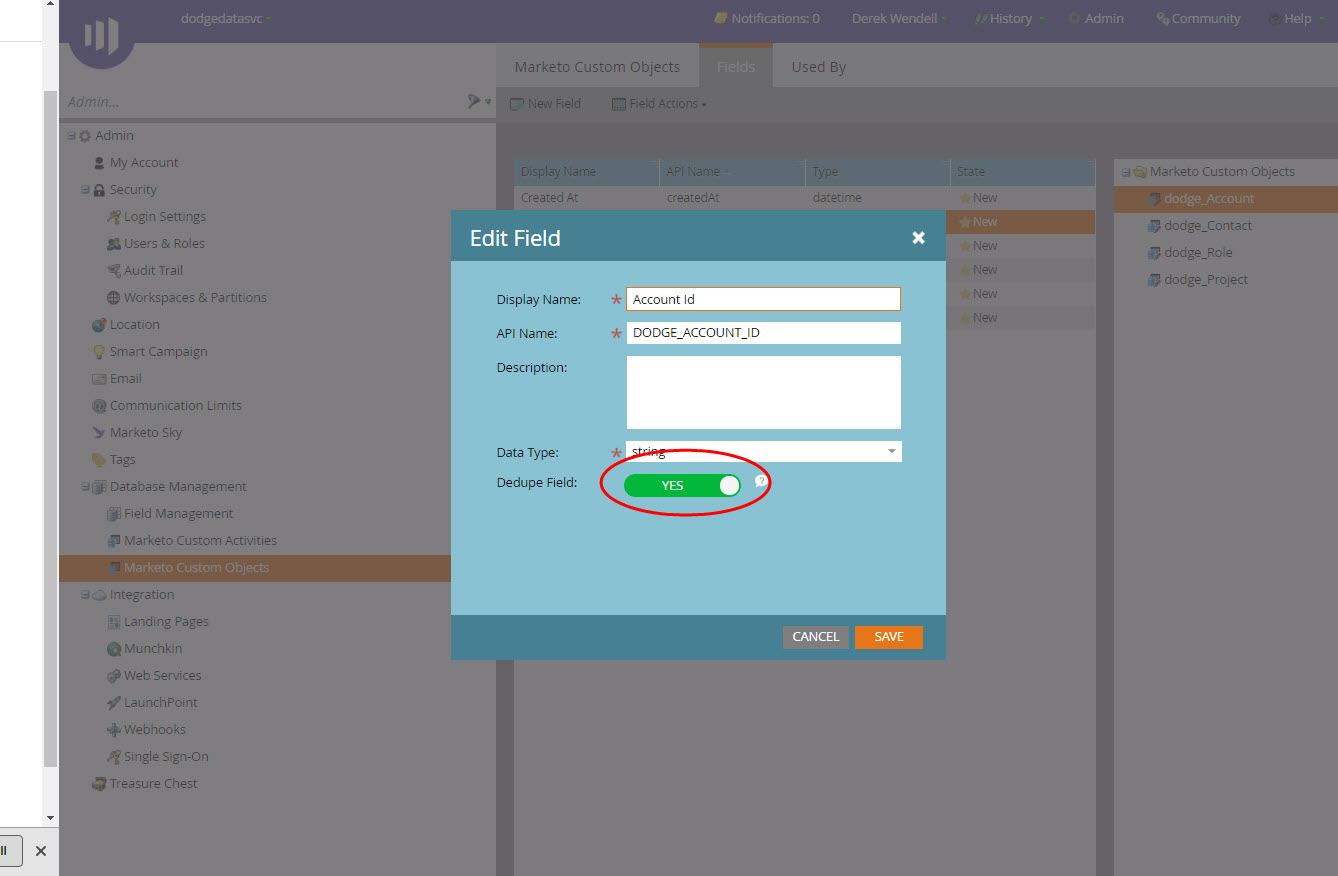 dodgedatasvc
Notifications: 0
Derek Wendell
History
Admin
Community
Help
Marketo Custom Objects
Fields
Used By
Admin...
New Field
Field Actions
Admin
My Account
Security
Login Settings
Users & Roles
Audit Trail
Workspaces & Partitions
Location
Smart Campaign
Email
Communication Limits
Marketo Sky
Tags
Database Management
Field Management
Marketo Custom Activities
Marketo Custom Objects
Integration
Landing Pages
Munchkin
Web Services
LaunchPoint
Webhooks
Single Sign-On
Treasure Chest
Display Name API Name Type State
Created At createdAt datetime New
New
New
New
New
New
Edit Field
Display Name: * Account Id
API Name: * DODGE_ACCOUNT_ID
Description:
Data Type: * string
Dedupe Field: YES ?
CANCEL SAVE
Marketo Custom Objects
dodge_Account
dodge_Contact
dodge_Role
dodge_Project